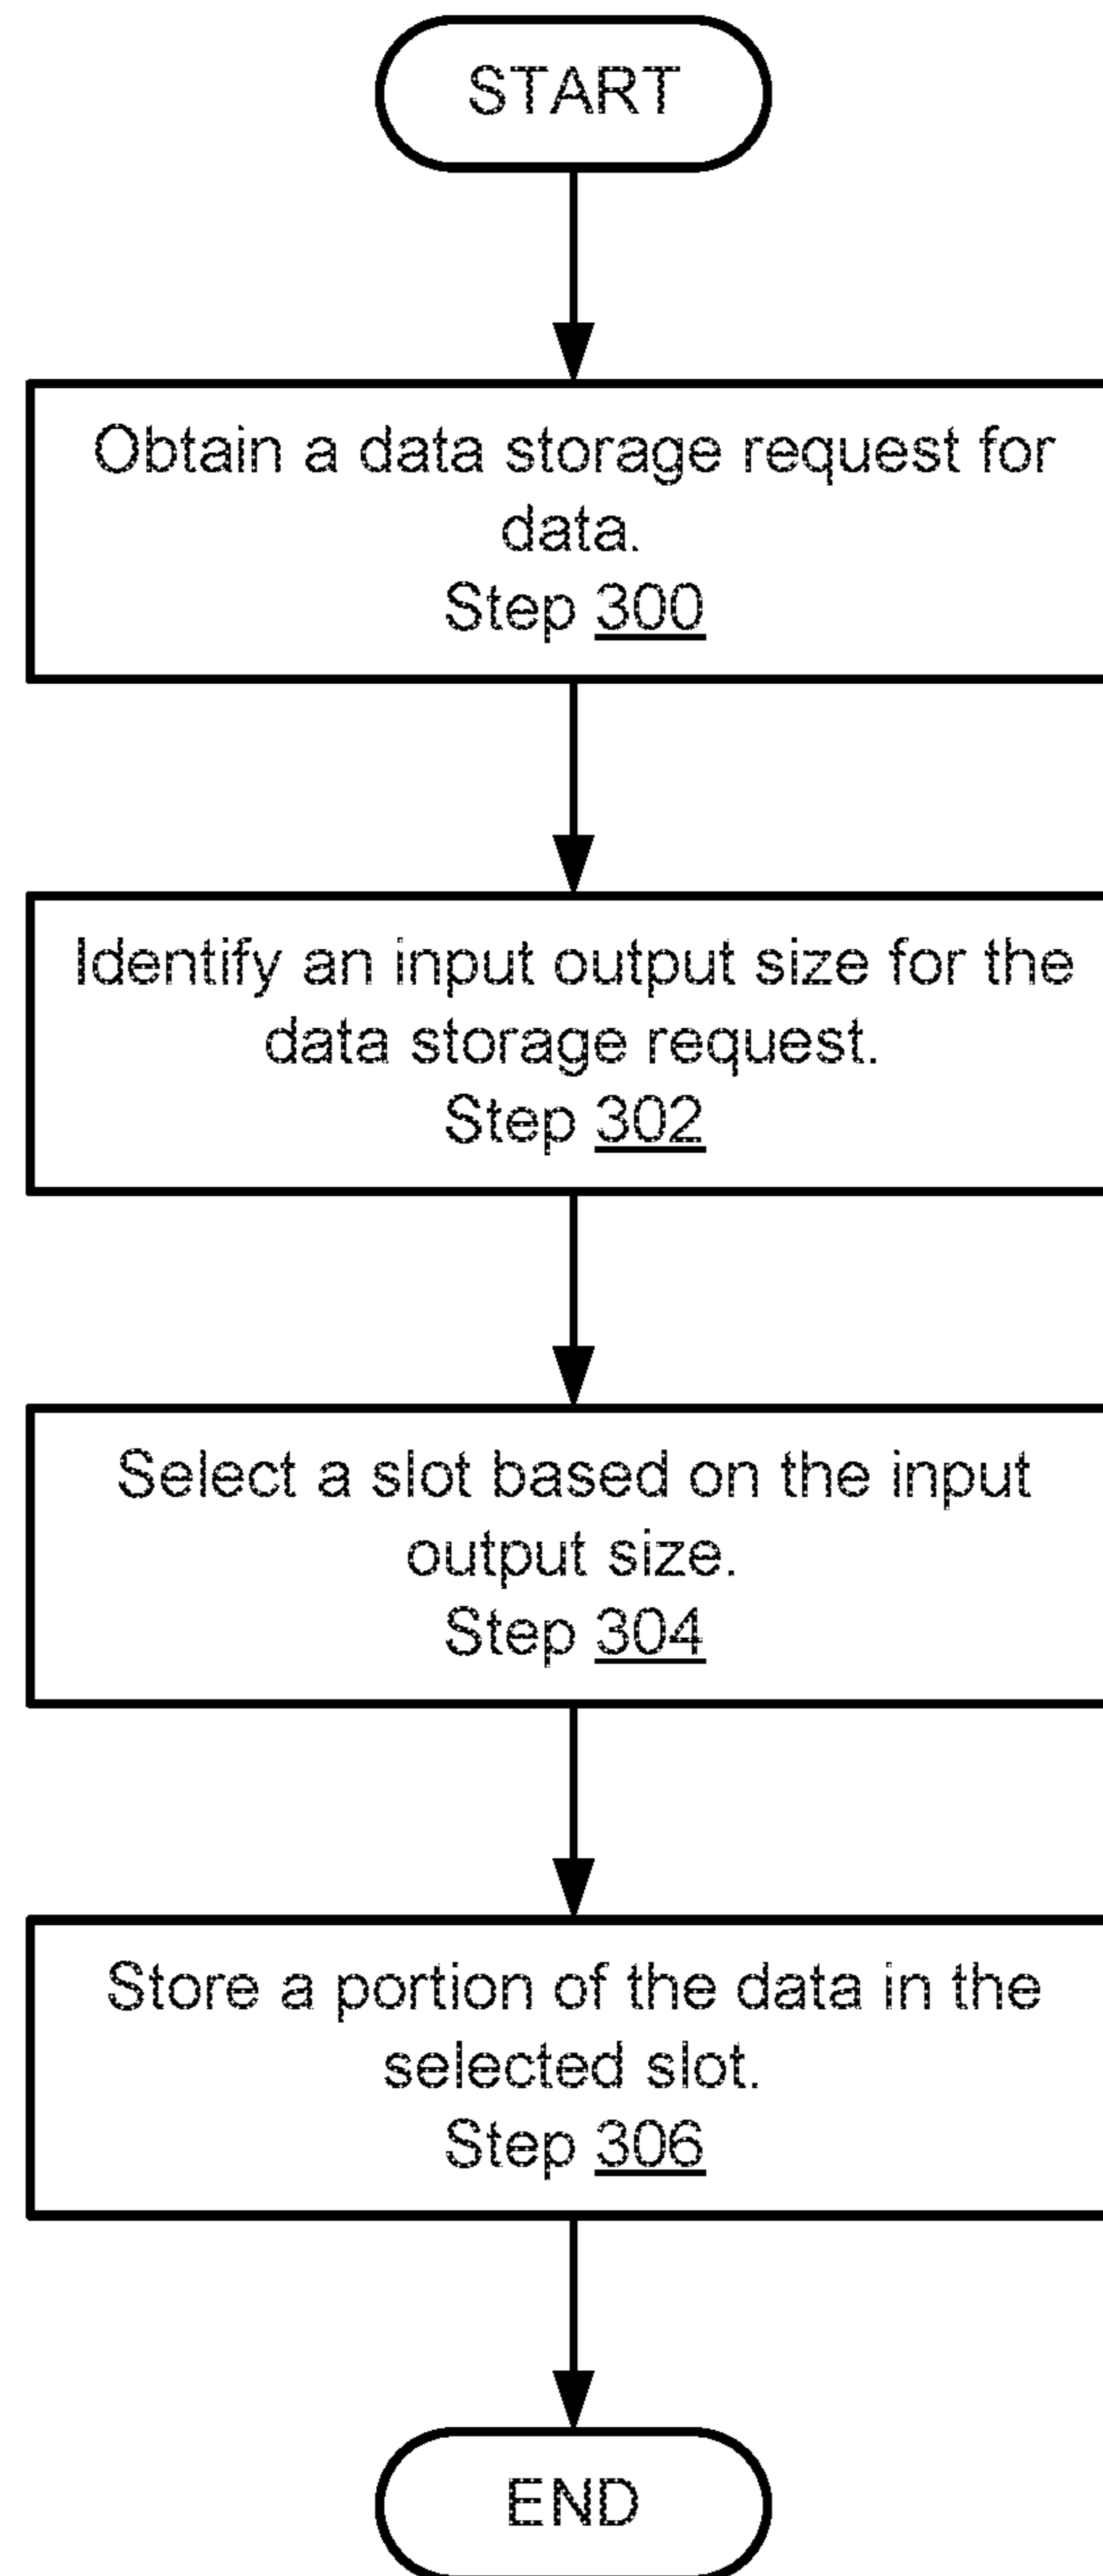 START
Obtain a data storage request for
data.
Step 300
Identify an input output size for the
data storage request.
Step 302
Select a slot based on the input
output size.
Step 304
Store a portion of the data in the
selected slot.
Step 306
END